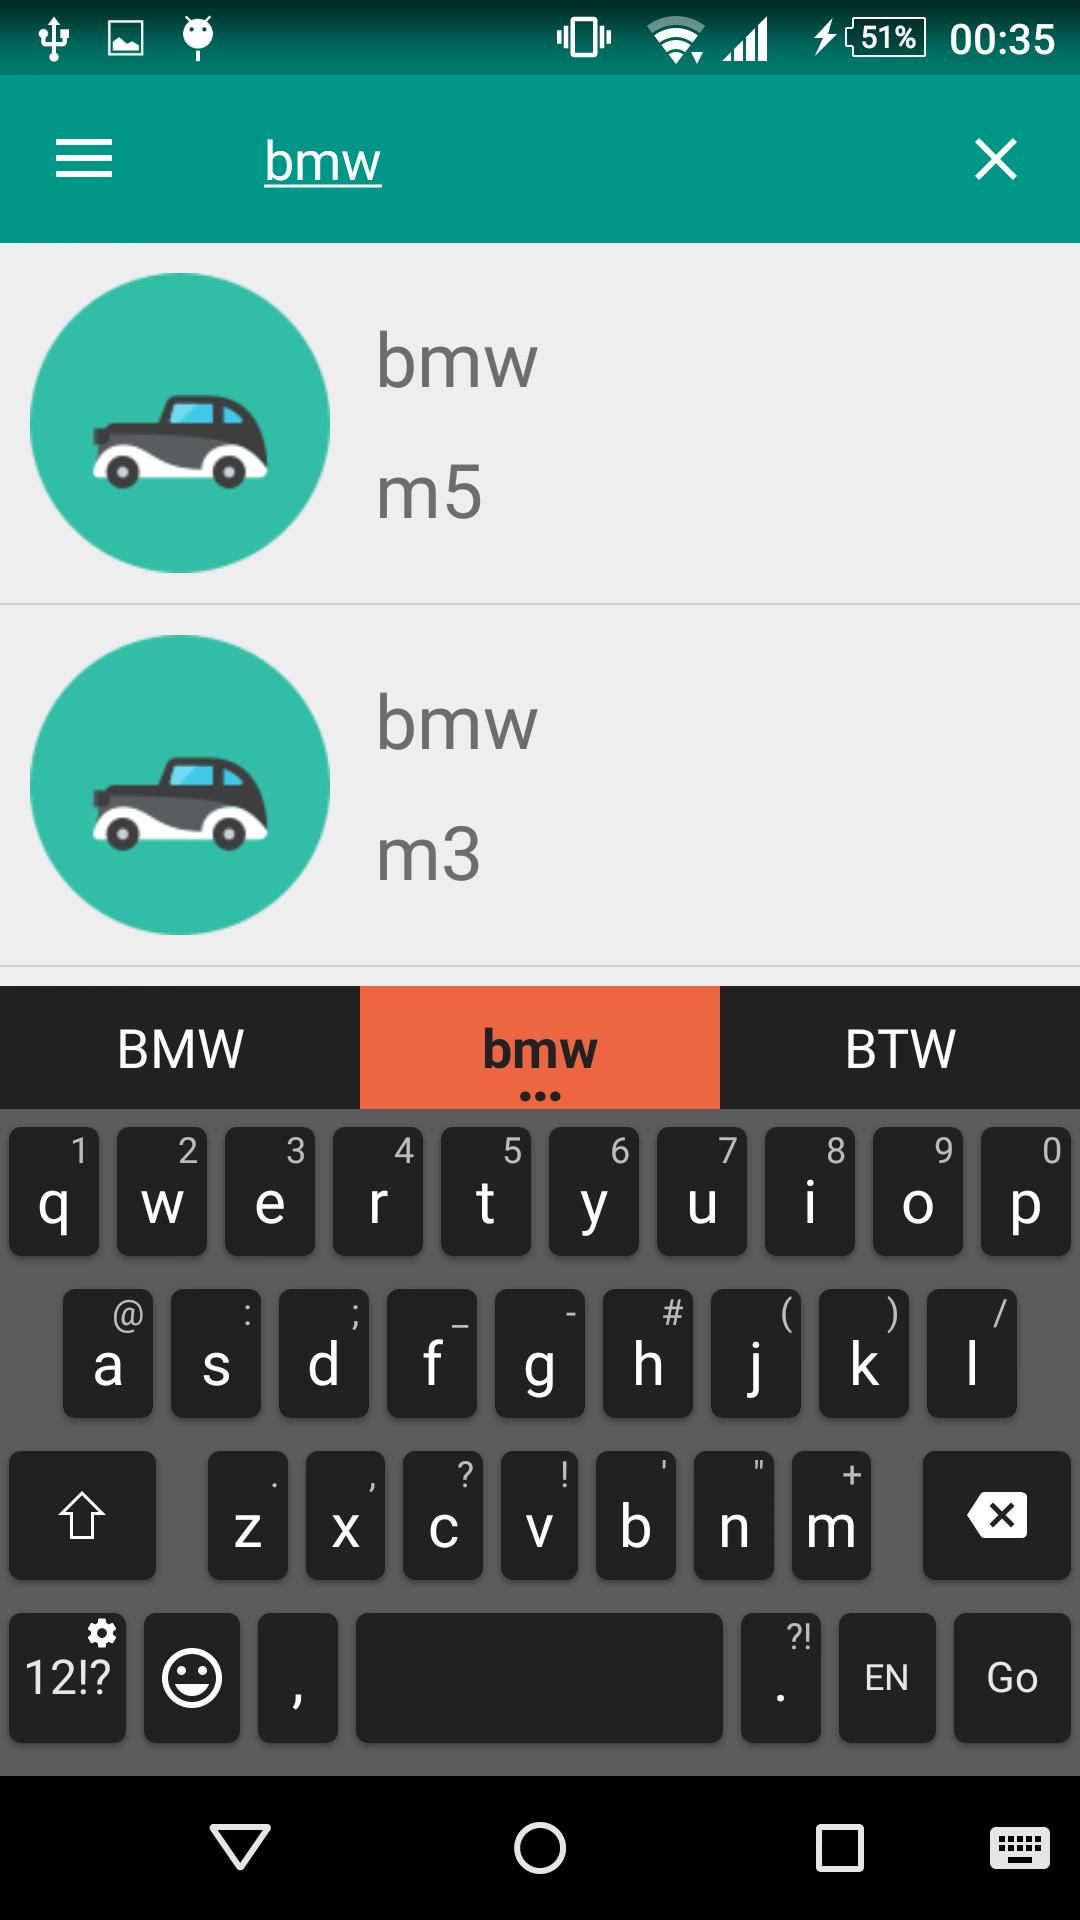 51% 00:35
bmw
bmw
m5
bmw
m3
BMW bmw BTW
1 2 3 4 5 6 7 8 9 0
q w e r t y u i o p
@ : ; _ - # ( ) /
a s d f g h j k l
. , ? ! ' " +
z x c v b n m
?!
12!? , . EN Go